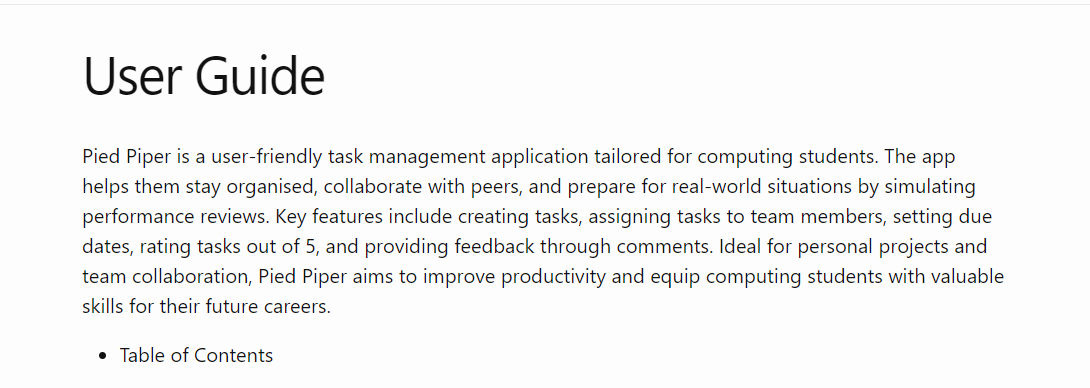 User Guide
Pied Piper is a user-friendly task management application tailored for computing students. The app
helps them stay organised, collaborate with peers, and prepare for real-world situations by simulating
performance reviews. Key features include creating tasks, assigning tasks to team members, setting due
dates, rating tasks out of 5, and providing feedback through comments. Ideal for personal projects and
team collaboration, Pied Piper aims to improve productivity and equip computing students with valuable
skills for their future careers.
• Table of Contents